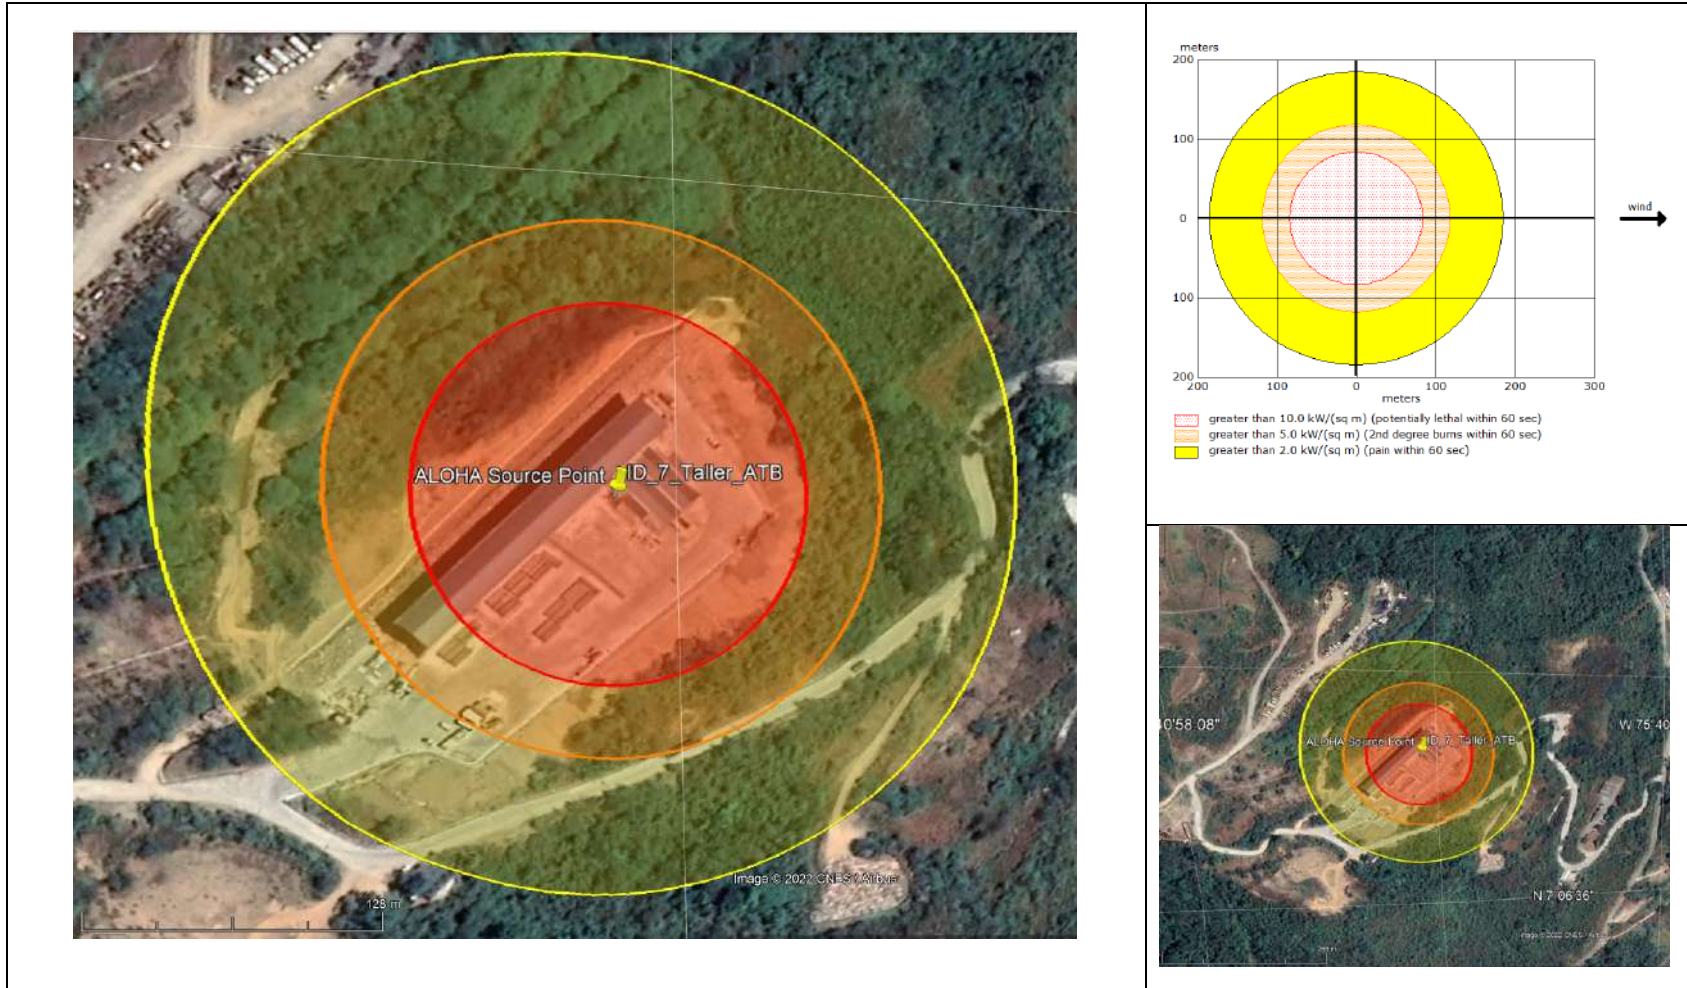 ALOHA Source Point ID_7_Taller_ATB
Image © 2022 CNES / Airbus
128 m
meters
200
100
0
100
200
200 100 0 100 200 300
meters
wind
greater than 10.0 kW/(sq m) (potentially lethal within 60 sec)
greater than 5.0 kW/(sq m) (2nd degree burns within 60 sec)
greater than 2.0 kW/(sq m) (pain within 60 sec)
40'58.08"
W 75°40
ALOHA Source Point ID_7_Taller_ATB
N 7°06'36"